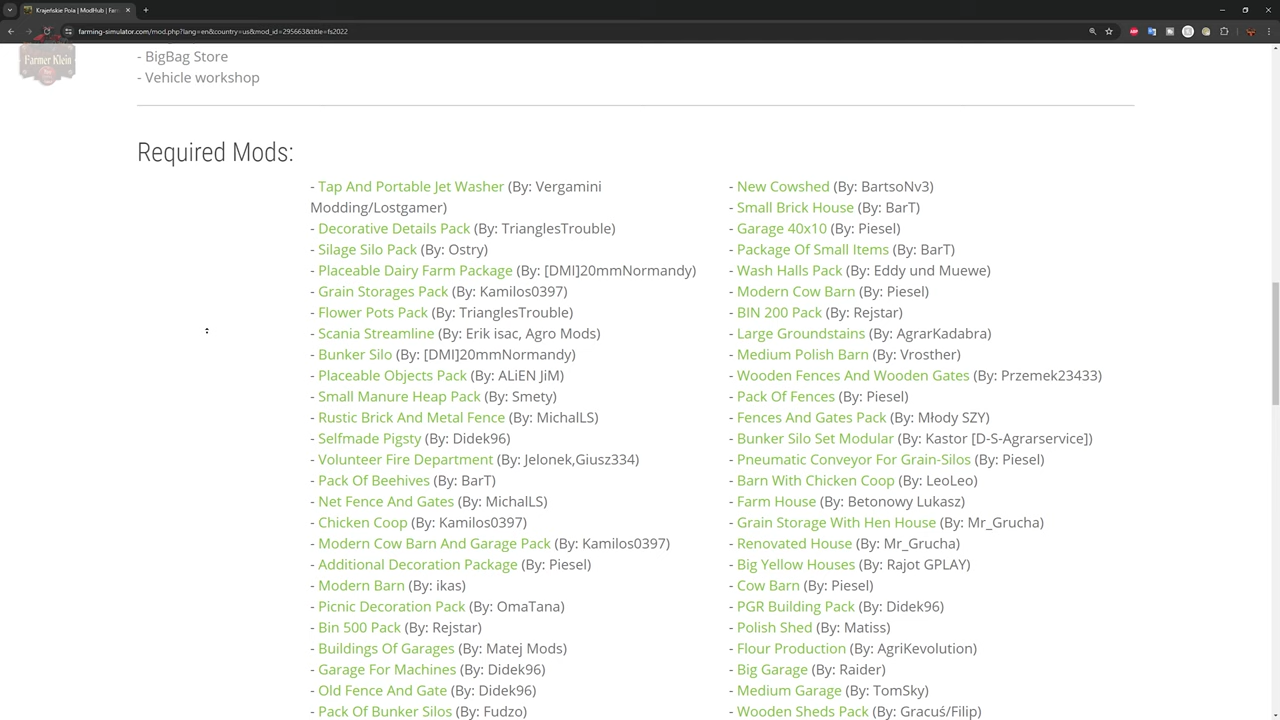 Krajeńskie Pola | ModHub | Far
farming-simulator.com/mod.php?lang=en&country=us&mod_id=295663&title=fs2022
Farmer Klein
- BigBag Store
- Vehicle workshop
Required Mods:
- Tap And Portable Jet Washer (By: Vergamini
Modding/Lostgamer)
- Decorative Details Pack (By: TrianglesTrouble)
- Silage Silo Pack (By: Ostry)
- Placeable Dairy Farm Package (By: [DMI]20mmNormandy)
- Grain Storages Pack (By: Kamilos0397)
- Flower Pots Pack (By: TrianglesTrouble)
- Scania Streamline (By: Erik isac, Agro Mods)
- Bunker Silo (By: [DMI]20mmNormandy)
- Placeable Objects Pack (By: ALiEN JiM)
- Small Manure Heap Pack (By: Smety)
- Rustic Brick And Metal Fence (By: MichalLS)
- Selfmade Pigsty (By: Didek96)
- Volunteer Fire Department (By: Jelonek,Giusz334)
- Pack Of Beehives (By: BarT)
- Net Fence And Gates (By: MichalLS)
- Chicken Coop (By: Kamilos0397)
- Modern Cow Barn And Garage Pack (By: Kamilos0397)
- Additional Decoration Package (By: Piesel)
- Modern Barn (By: ikas)
- Picnic Decoration Pack (By: OmaTana)
- Bin 500 Pack (By: Rejstar)
- Buildings Of Garages (By: Matej Mods)
- Garage For Machines (By: Didek96)
- Old Fence And Gate (By: Didek96)
- Pack Of Bunker Silos (By: Fudzo)
- New Cowshed (By: BartsoNv3)
- Small Brick House (By: BarT)
- Garage 40x10 (By: Piesel)
- Package Of Small Items (By: BarT)
- Wash Halls Pack (By: Eddy und Muewe)
- Modern Cow Barn (By: Piesel)
- BIN 200 Pack (By: Rejstar)
- Large Groundstains (By: AgrarKadabra)
- Medium Polish Barn (By: Vrosther)
- Wooden Fences And Wooden Gates (By: Przemek23433)
- Pack Of Fences (By: Piesel)
- Fences And Gates Pack (By: Młody SZY)
- Bunker Silo Set Modular (By: Kastor [D-S-Agrarservice])
- Pneumatic Conveyor For Grain-Silos (By: Piesel)
- Barn With Chicken Coop (By: LeoLeo)
- Farm House (By: Betonowy Lukasz)
- Grain Storage With Hen House (By: Mr_Grucha)
- Renovated House (By: Mr_Grucha)
- Big Yellow Houses (By: Rajot GPLAY)
- Cow Barn (By: Piesel)
- PGR Building Pack (By: Didek96)
- Polish Shed (By: Matiss)
- Flour Production (By: AgriKevolution)
- Big Garage (By: Raider)
- Medium Garage (By: TomSky)
- Wooden Sheds Pack (By: Gracuś/Filip)